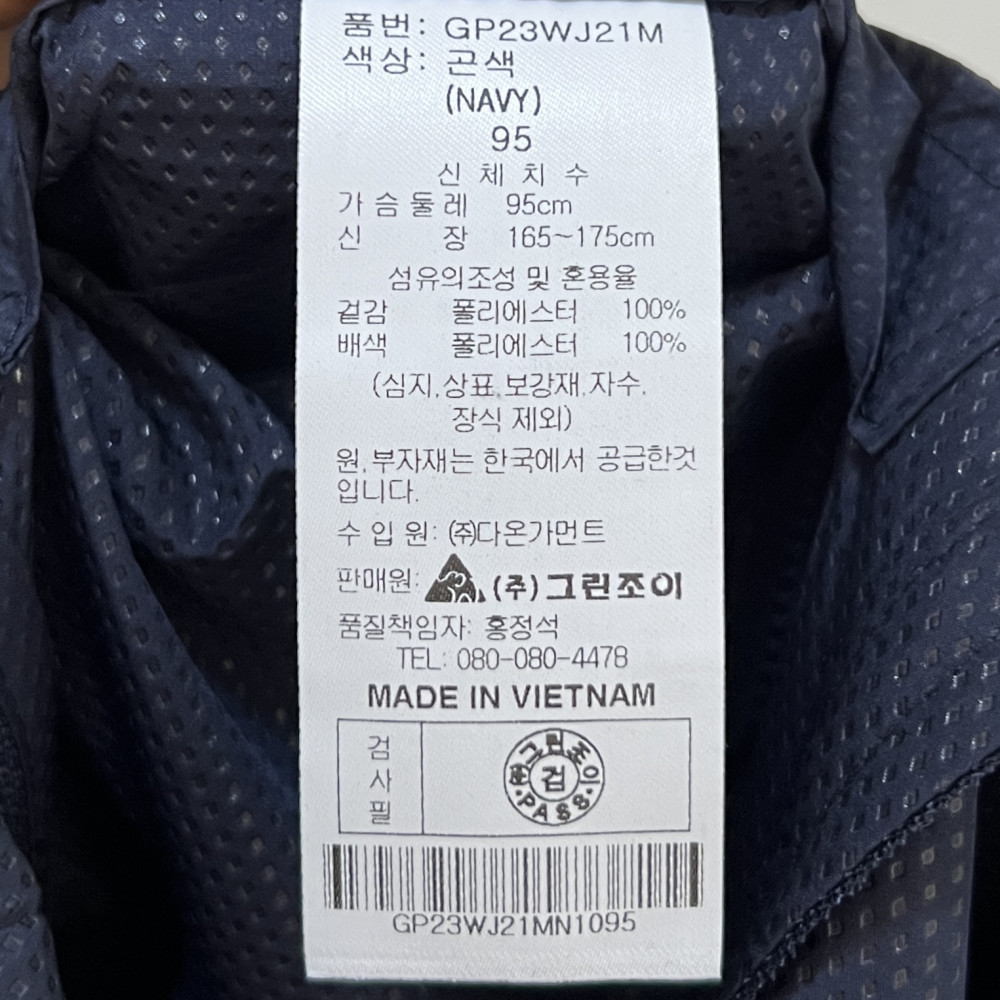 품번: GP23WJ21M
색상: 곤색
(NAVY)
95
신 체 치 수
가슴둘레 95cm
신 장 165~175cm
섬유의조성 및 혼용율
겉감 폴리에스터 100%
배색 폴리에스터 100%
(심지,상표,보강재,자수,
장식 제외)
원,부자재는 한국에서 공급한것
입니다.
수 입 원: ㈜다온가먼트
판매원: (주)그린조이
품질책임자: 홍정석
TEL: 080-080-4478
MADE IN VIETNAM
검
사
필
㈜그린조이
검
·PASS·
GP23WJ21MN1095